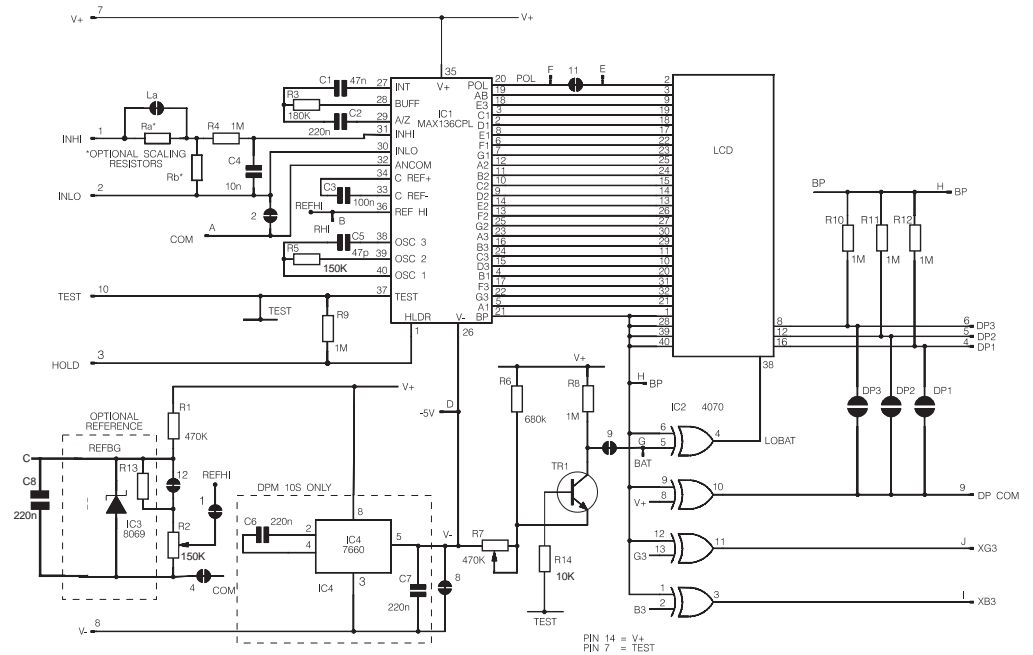 V+ 7 V+
35
V+
IC1
MAX136CPL
La
INHI 1 Ra* R4 1M
*OPTIONAL SCALING
RESISTORS
Rb*
C4
10n
INLO 2
2
A
COM
C1 47n
R3
180K
C2
220n
C3
100n
REFHI
RHI
B
C5
47p
R5
150K
27 INT
28 BUFF
29 A/Z
31 INHI
30 INLO
32 ANCOM
34 C REF+
33 C REF-
36 REF HI
38 OSC 3
39 OSC 2
40 OSC 1
37 TEST
HLDR
1
V-
26
TEST 10
TEST
R9
1M
HOLD 3
POL 20 POL F 11 E 2
AB 19 3
E3 18 9
C1 3 19
D1 2 18
E1 8 17
F1 6 22
G1 7 23
A2 12 25
B2 11 24
C2 10 15
D2 9 14
E2 14 13
F2 13 26
G2 25 27
A3 23 30
B3 16 29
C3 24 11
D3 15 10
B1 4 20
F3 17 31
G3 22 32
A1 5 21
BP 21 1
28
39
40
LCD
8
12
16
38
BP H BP
R10 R11 R12
1M 1M 1M
6 DP3
5 DP2
4 DP1
DP3 DP2 DP1
H
BP
IC2 4070
6
5
4
LOBAT
9
G
BAT
9
V+ 8
10
9 DP COM
12
G3 13
11
J XG3
1
B3 2
3
I XB3
V+
R6
680k
R8
1M
TR1
R14
10K
TEST
D
-5V
V+
R1
470K
OPTIONAL
REFERENCE
REFBG
C
C8
220n
R13
12
REFHI
1
IC3
8069
R2
150K
4 COM
V- 8
DPM 10S ONLY
C6 220n
2
4
8
IC4
7660
5
3
IC4
C7
220n
V-
8
R7
470K
PIN 14 = V+
PIN 7 = TEST